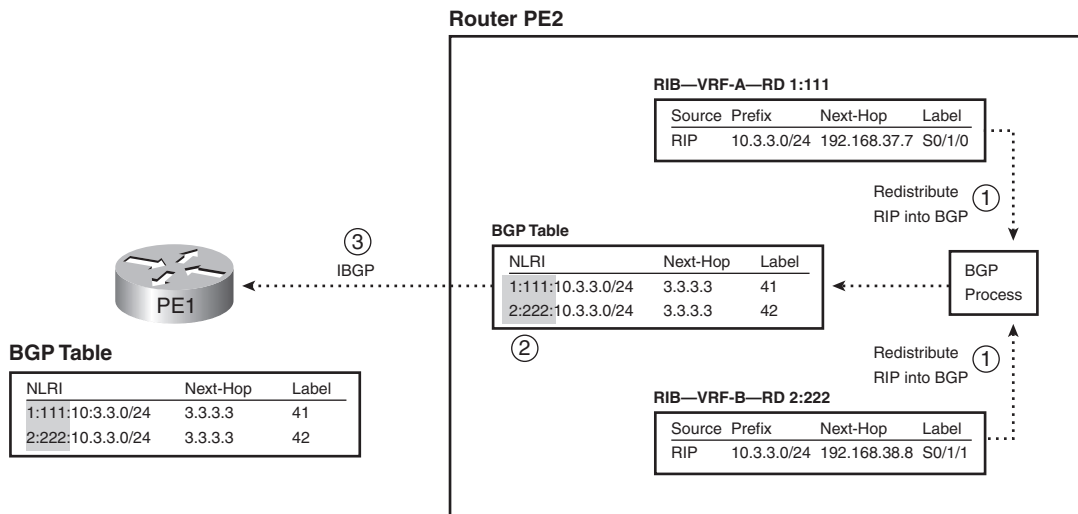 Router PE2
RIB—VRF-A—RD 1:111
Source Prefix Next-Hop Label
RIP 10.3.3.0/24 192.168.37.7 S0/1/0
Redistribute
RIP into BGP
1
BGP Table
NLRI Next-Hop Label
1:111:10.3.3.0/24 3.3.3.3 41
2:222:10.3.3.0/24 3.3.3.3 42
2
BGP
Process
3
IBGP
PE1
BGP Table
NLRI Next-Hop Label
1:111:10:3.3.0/24 3.3.3.3 41
2:222:10.3.3.0/24 3.3.3.3 42
Redistribute
RIP into BGP
1
RIB—VRF-B—RD 2:222
Source Prefix Next-Hop Label
RIP 10.3.3.0/24 192.168.38.8 S0/1/1